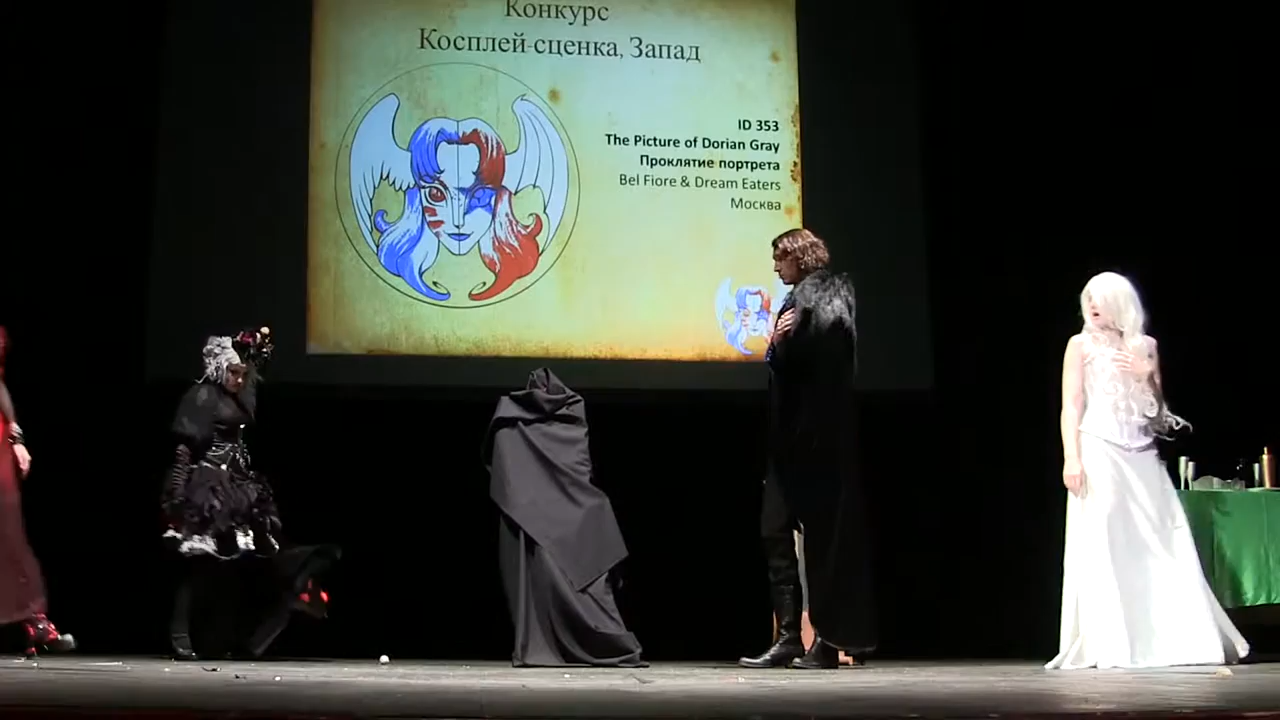 Конкурс
Косплей-сценка, Запад
ID 353
The Picture of Dorian Gray
Проклятие портрета
Bel Fiore & Dream Eaters
Москва